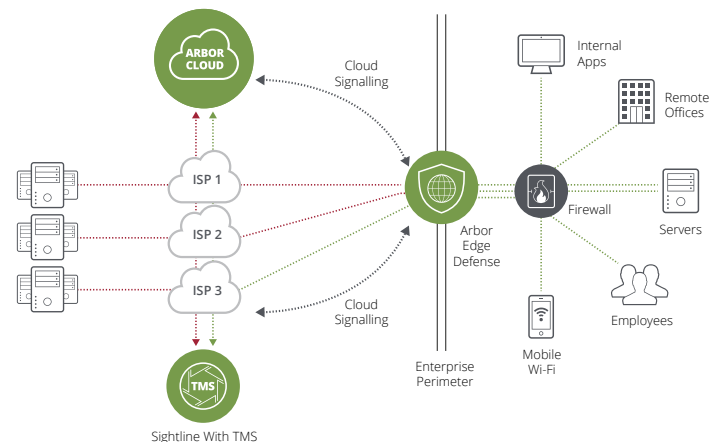 ARBOR
CLOUD
Cloud
Signalling
Internal
Apps
Remote
Offices
ISP 1
ISP 2
ISP 3
Arbor
Edge
Defense
Firewall
Servers
Cloud
Signalling
Employees
Mobile
Wi-Fi
Enterprise
Perimeter
TMS
Sightline With TMS